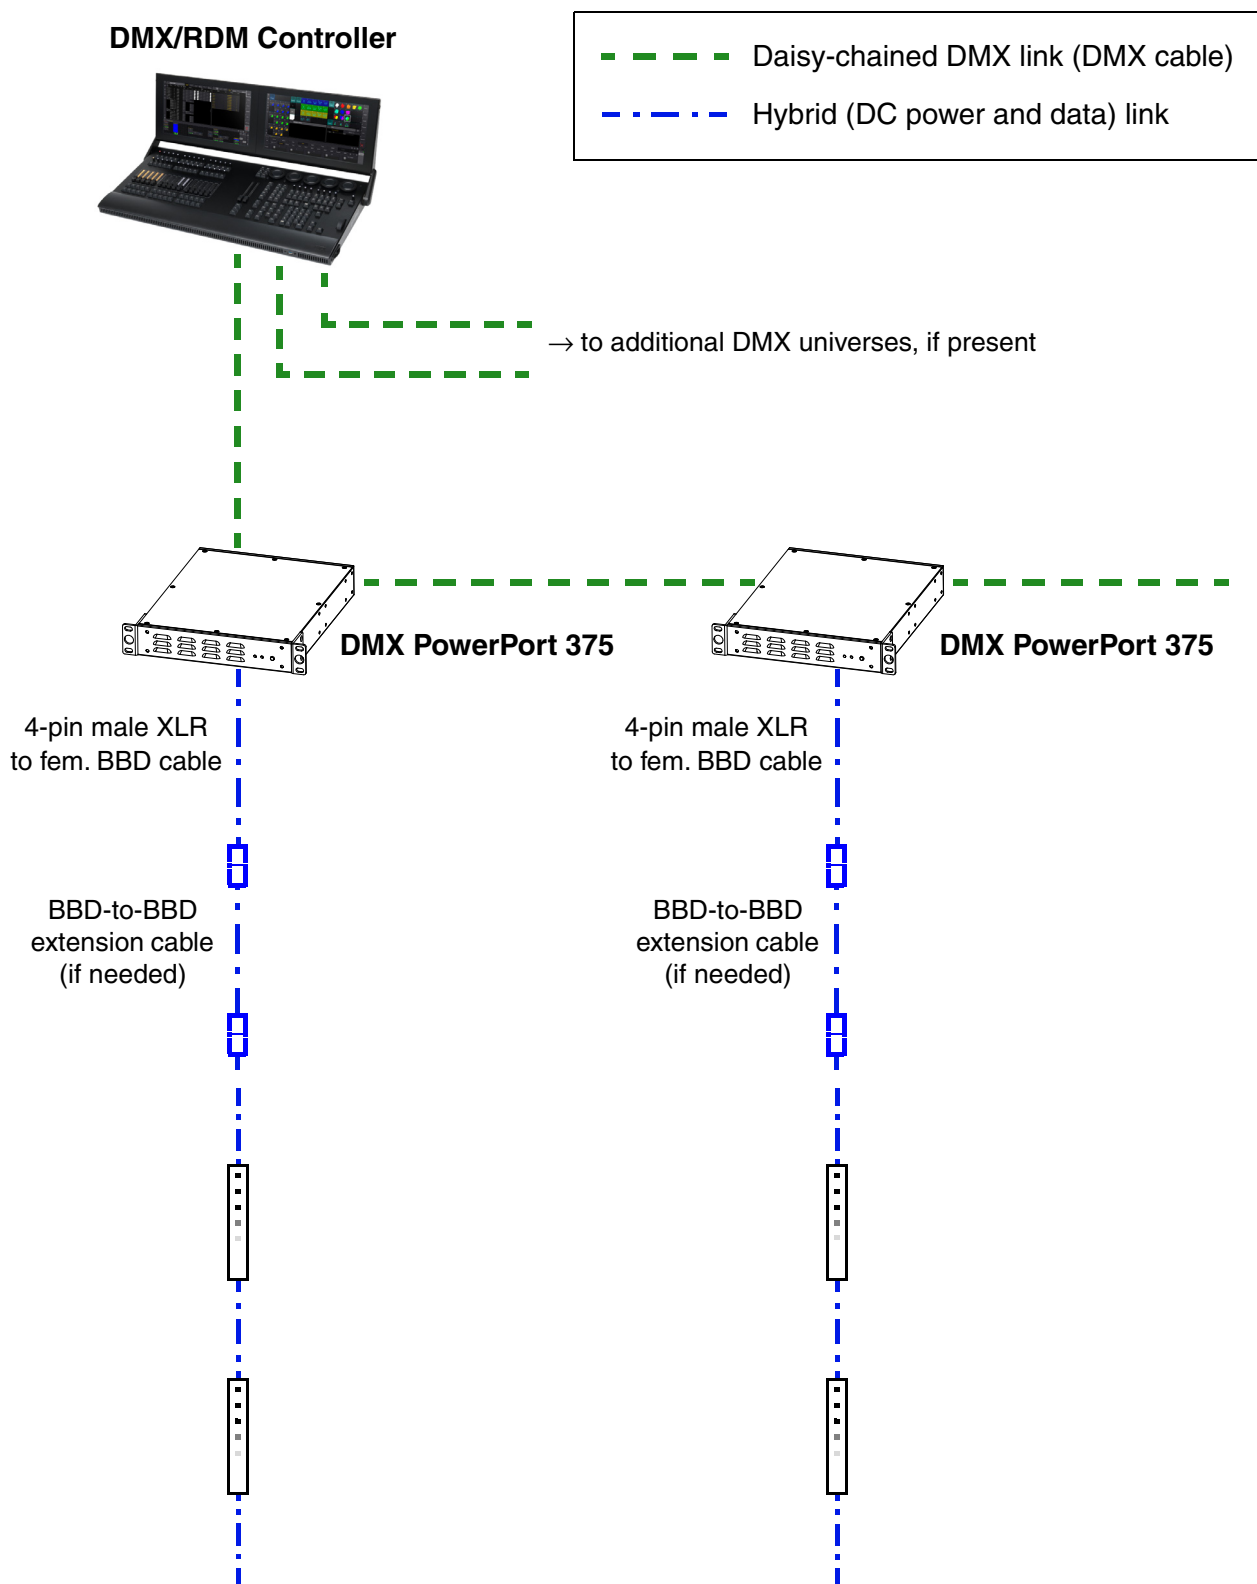 DMX/RDM Controller
Daisy-chained DMX link (DMX cable)
Hybrid (DC power and data) link
→ to additional DMX universes, if present
DMX PowerPort 375
DMX PowerPort 375
4-pin male XLR
to fem. BBD cable
4-pin male XLR
to fem. BBD cable
BBD-to-BBD
extension cable
(if needed)
BBD-to-BBD
extension cable
(if needed)